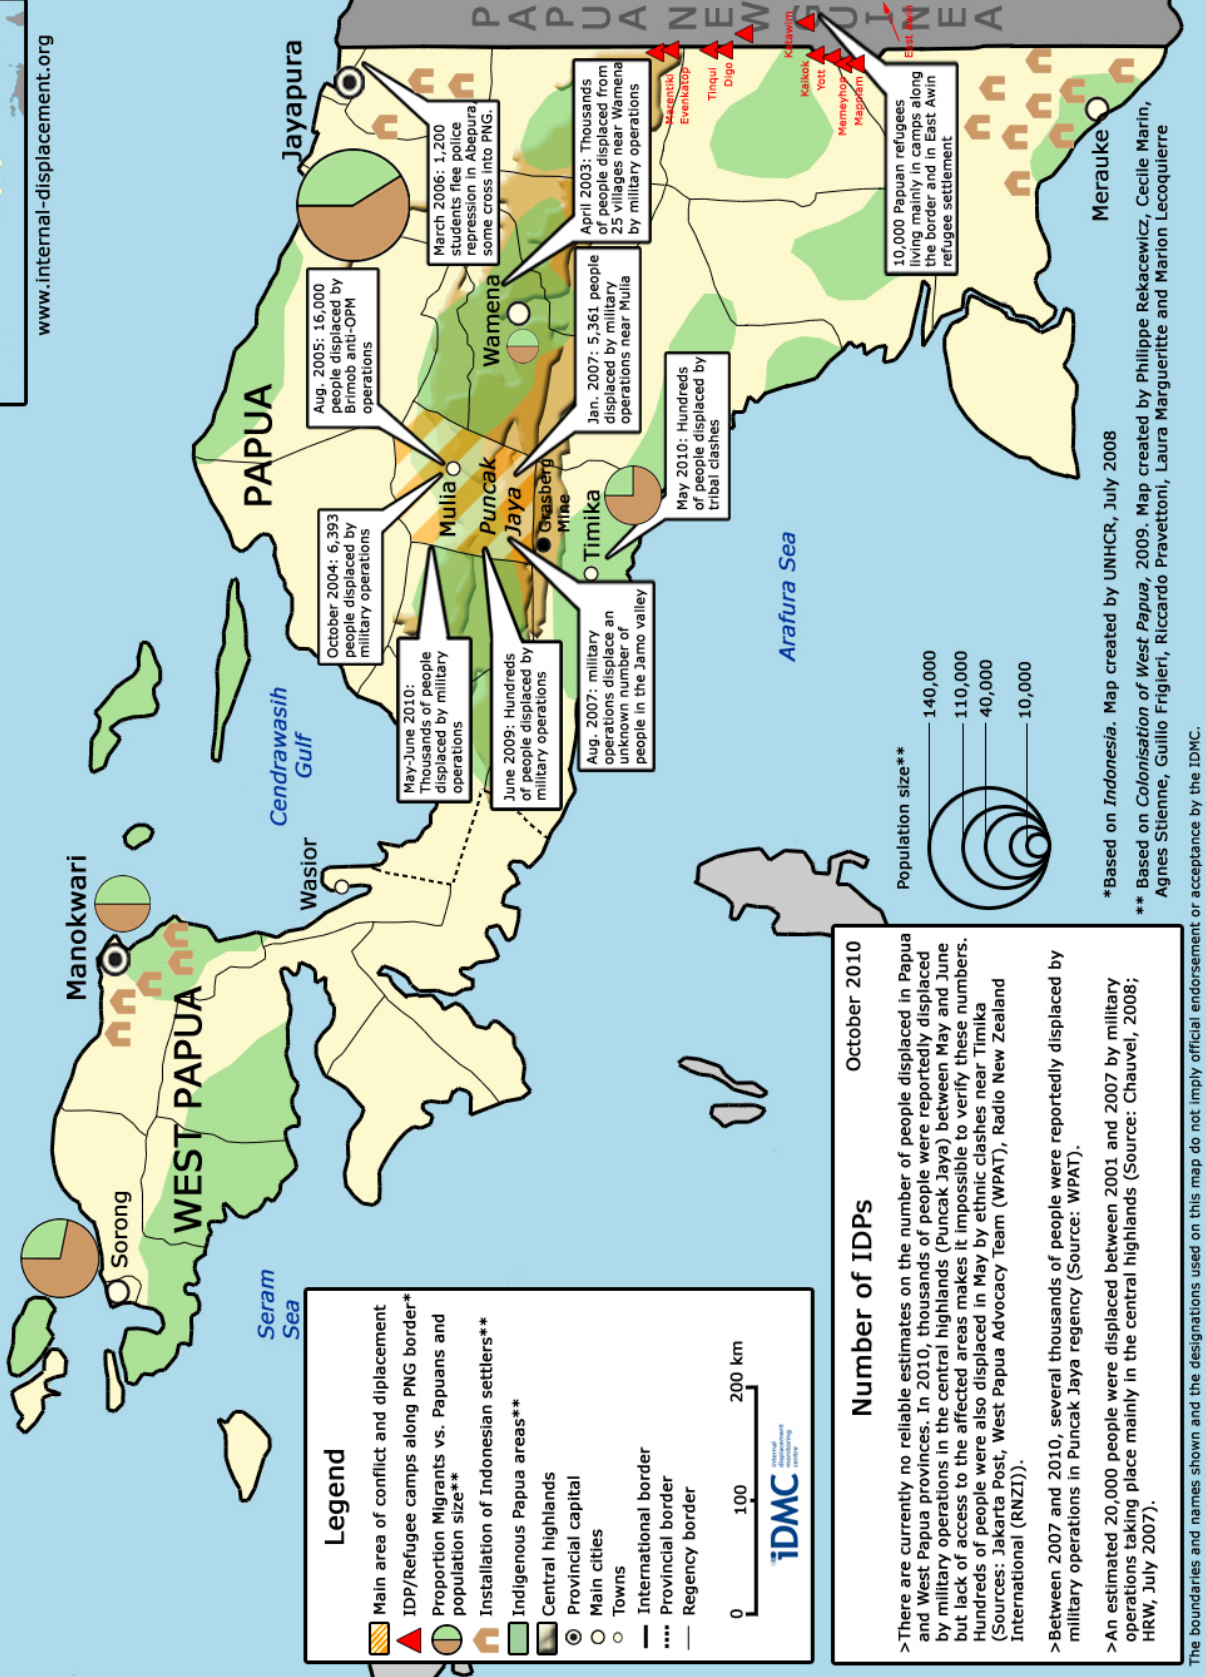 www.internal-displacement.org
PAPUA NEW GUINEA
PAPUA
WEST PAPUA
Jayapura
Manokwari
Sorong
Wasior
Wamena
Mulia
Puncak
Jaya
Grasberg
Mine
Timika
Merauke
Cendrawasih
Gulf
Seram
Sea
Arafura Sea
Marentiki
Evenkatop
Tinqui
Digo
Katawim
Kaikok
Yott
Memeyhop
Mapnam
East Awin
March 2006: 1,200
students flee police
repression in Abepura,
some cross into PNG.
April 2003: Thousands
of people displaced from
25 villages near Wamena
by military operations
10,000 Papuan refugees
living mainly in camps along
the border and in East Awin
refugee settlement
Aug. 2005: 16,000
people displaced by
Brimob anti-OPM
operations
Jan. 2007: 5,361 people
displaced by military
operations near Mulia
May 2010: Hundreds
of people displaced by
tribal clashes
October 2004: 6,393
people displaced by
military operations
May-June 2010:
Thousands of people
displaced by military
operations
June 2009: Hundreds
of people displaced by
military operations
Aug. 2007: military
operations displace an
unknown number of
people in the Jamo valley
Legend
Main area of conflict and diplacement
IDP/Refugee camps along PNG border*
Proportion Migrants vs. Papuans and
population size**
Installation of Indonesian settlers**
Indigenous Papua areas**
Central highlands
Provincial capital
Main cities
Towns
International border
Provincial border
Regency border
0 100 200 km
iDMC internal
displacement
monitoring
centre
Number of IDPs October 2010
>There are currently no reliable estimates on the number of people displaced in Papua
and West Papua provinces. In 2010, thousands of people were reportedly displaced
by military operations in the central highlands (Puncak Jaya) between May and June
but lack of access to the affected areas makes it impossible to verify these numbers.
Hundreds of people were also displaced in May by ethnic clashes near Timika
(Sources: Jakarta Post, West Papua Advocacy Team (WPAT), Radio New Zealand
International (RNZI)).
>Between 2007 and 2010, several thousands of people were reportedly displaced by
military operations in Puncak Jaya regency (Source: WPAT).
>An estimated 20,000 people were displaced between 2001 and 2007 by military
operations taking place mainly in the central highlands (Source: Chauvel, 2008;
HRW, July 2007).
Population size**
140,000
110,000
40,000
10,000
*Based on Indonesia. Map created by UNHCR, July 2008
** Based on Colonisation of West Papua, 2009. Map created by Philippe Rekacewicz, Cecile Marin,
Agnes Stienne, Guilio Frigieri, Riccardo Pravettoni, Laura Margueritte and Marion Lecoquierre
The boundaries and names shown and the designations used on this map do not imply official endorsement or acceptance by the IDMC.